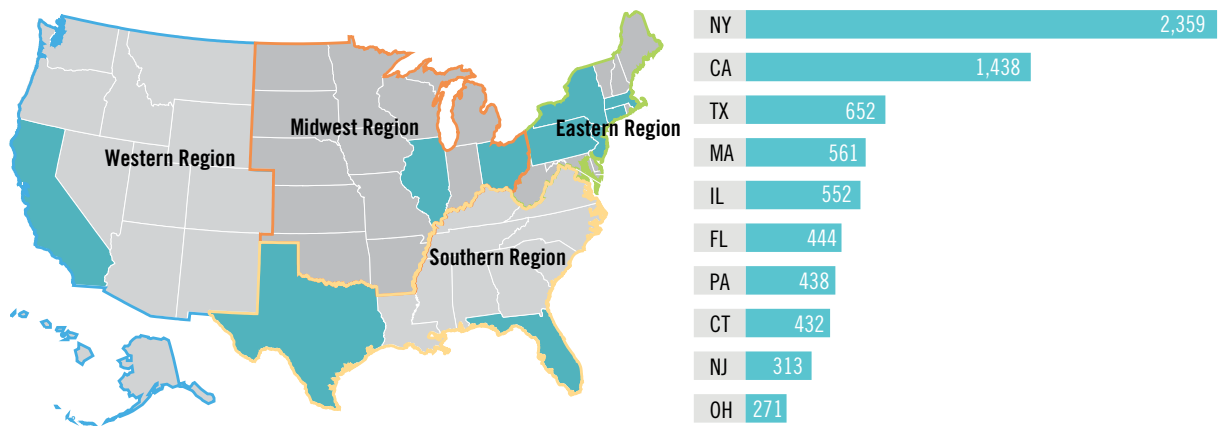 Western Region
Midwest Region
Eastern Region
Southern Region
NY 2,359
CA 1,438
TX 652
MA 561
IL 552
FL 444
PA 438
CT 432
NJ 313
OH 271